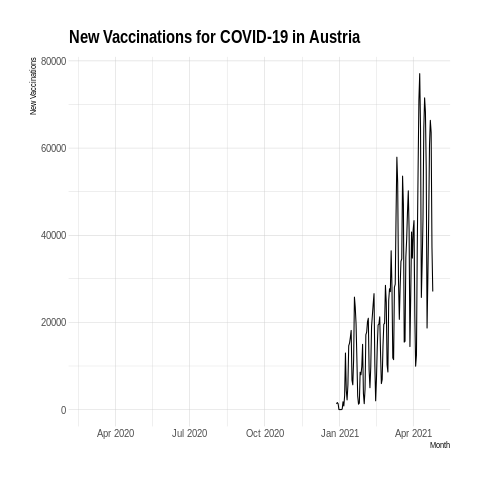 New Vaccinations for COVID-19 in Austria
New Vaccinations
80000
60000
40000
20000
0
Apr 2020 Jul 2020 Oct 2020 Jan 2021 Apr 2021
Month